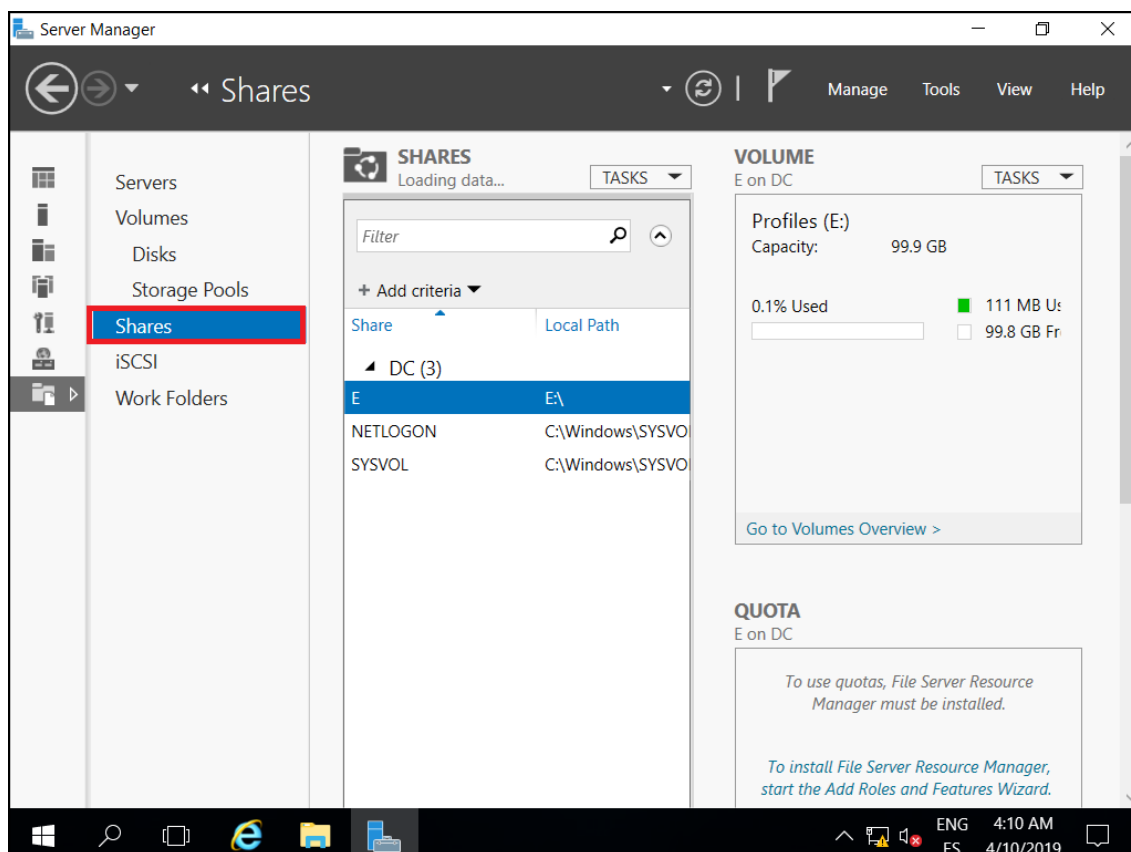 Server Manager
Shares
Manage Tools View Help
Servers
Volumes
Disks
Storage Pools
Shares
iSCSI
Work Folders
SHARES
Loading data...
TASKS
Filter
Add criteria
Share Local Path
DC (3)
E E:\
NETLOGON C:\Windows\SYSVO
SYSVOL C:\Windows\SYSVO
VOLUME
E on DC
TASKS
Profiles (E:)
Capacity: 99.9 GB
0.1% Used
111 MB Us
99.8 GB Fr
Go to Volumes Overview >
QUOTA
E on DC
To use quotas, File Server Resource
Manager must be installed.
To install File Server Resource Manager,
start the Add Roles and Features Wizard.
ENG 4:10 AM
ES 4/10/2019